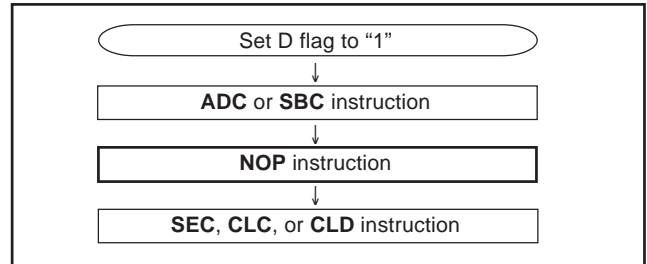 Set D flag to “1”
ADC or SBC instruction
NOP instruction
SEC, CLC, or CLD instruction